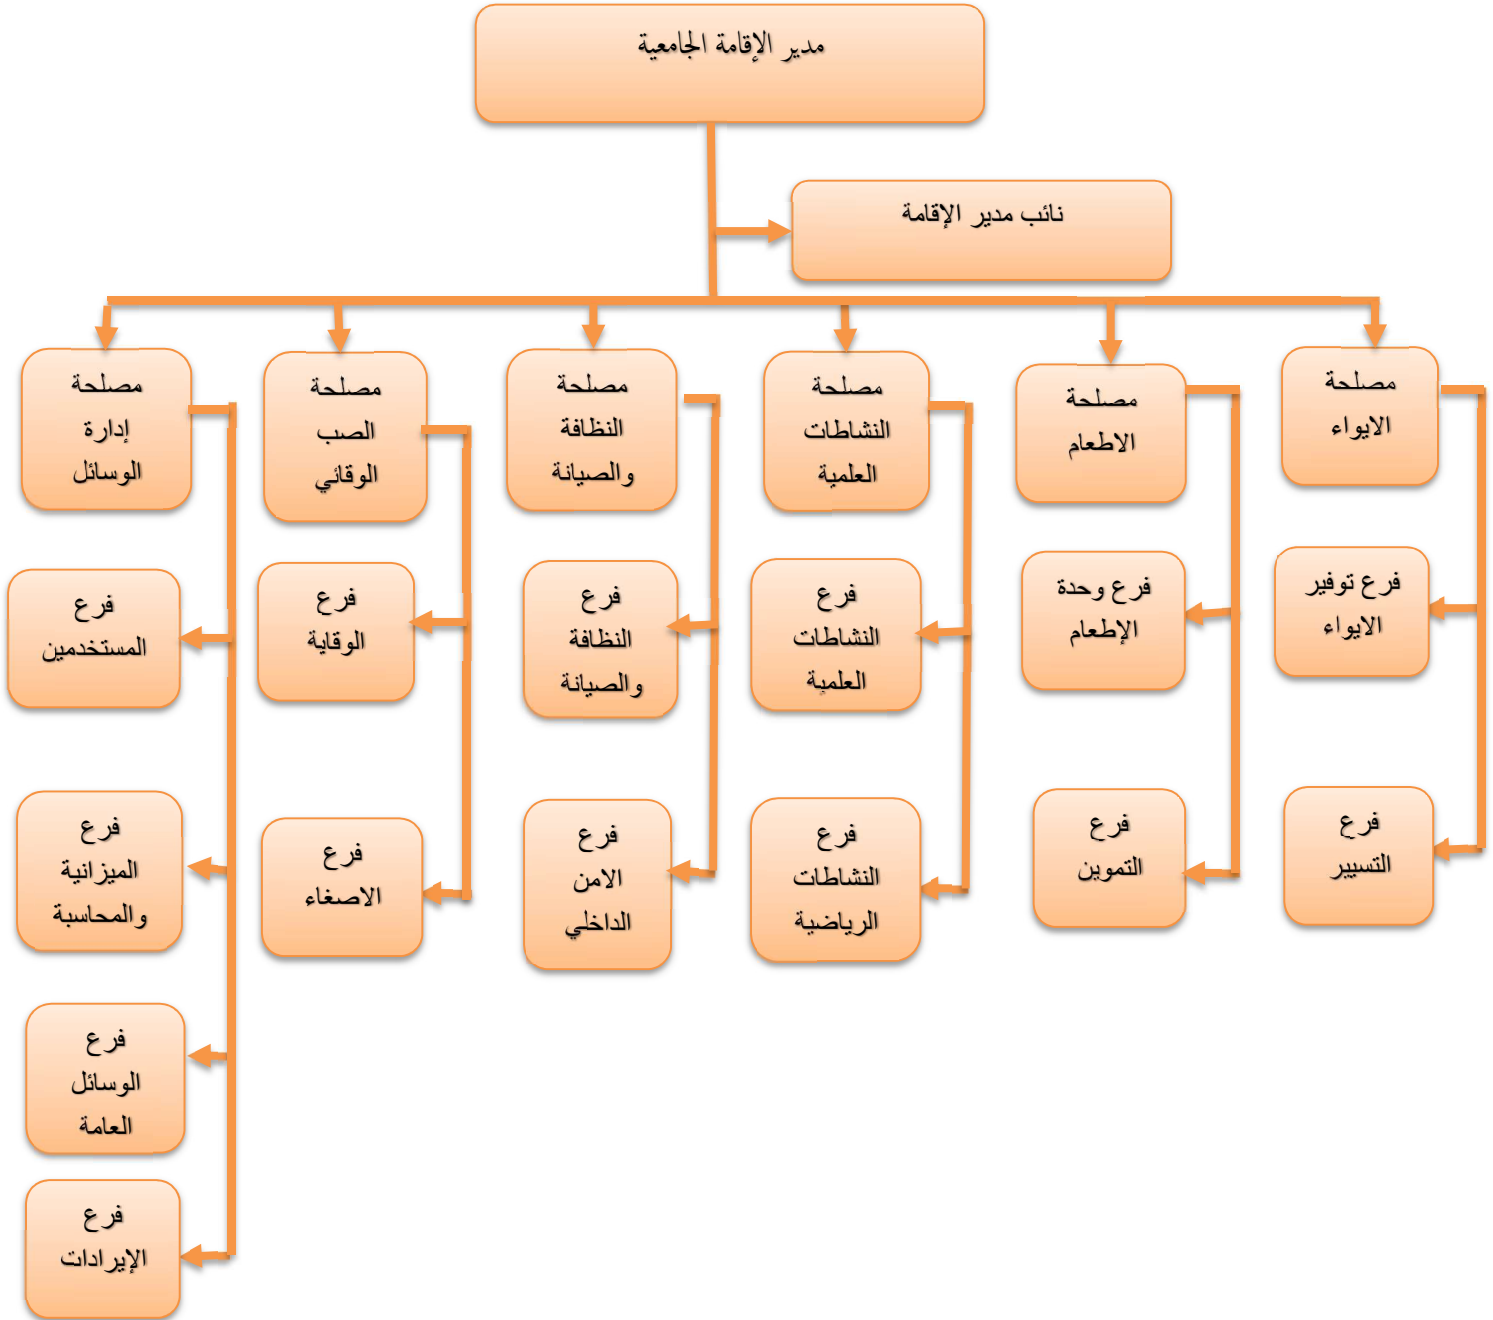 مدير الإقامة الجامعية
نائب مدير الإقامة
مصلحة
الايواء
مصلحة
الاطعام
مصلحة
النشاطات
العلمية
مصلحة
النظافة
والصيانة
مصلحة
الصب
الوقائي
مصلحة
إدارة
الوسائل
فرع توفير
الايواء
فرع وحدة
الإطعام
فرع
النشاطات
العلمية
فرع
النظافة
والصيانة
فرع
الوقاية
فرع
المستخدمين
فرع
التسيير
فرع
التموين
فرع
النشاطات
الرياضية
فرع
الامن
الداخلي
فرع
الاصغاء
فرع
الميزانية
والمحاسبة
فرع
الوسائل
العامة
فرع
الإيرادات